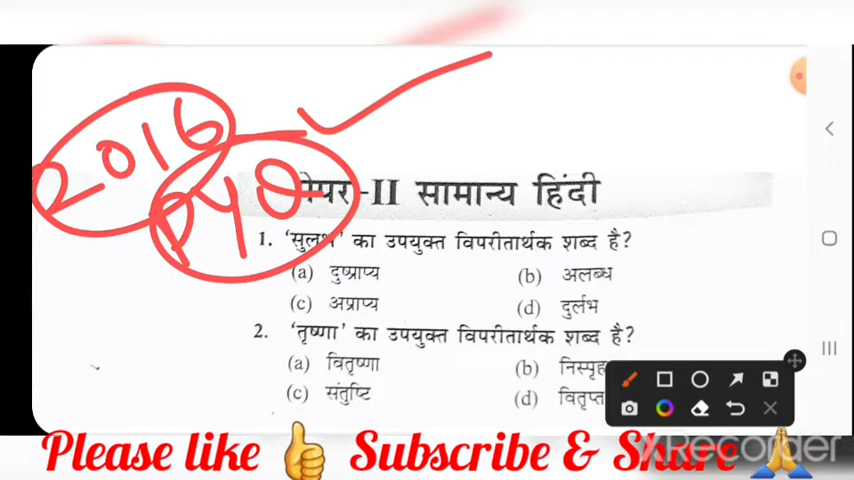 2016
PYQ
पेपर-II सामान्य हिंदी
1. 'सुलभ' का उपयुक्त विपरीतार्थक शब्द है?
(a) दुष्प्राप्य (b) अलब्ध
(c) अप्राप्य (d) दुर्लभ
2. 'तृष्णा' का उपयुक्त विपरीतार्थक शब्द है?
(a) वितृष्णा (b) निस्पृह
(c) संतुष्टि (d) वितृप्त
Please like 👍 Subscribe & Share 🙏
XRecorder